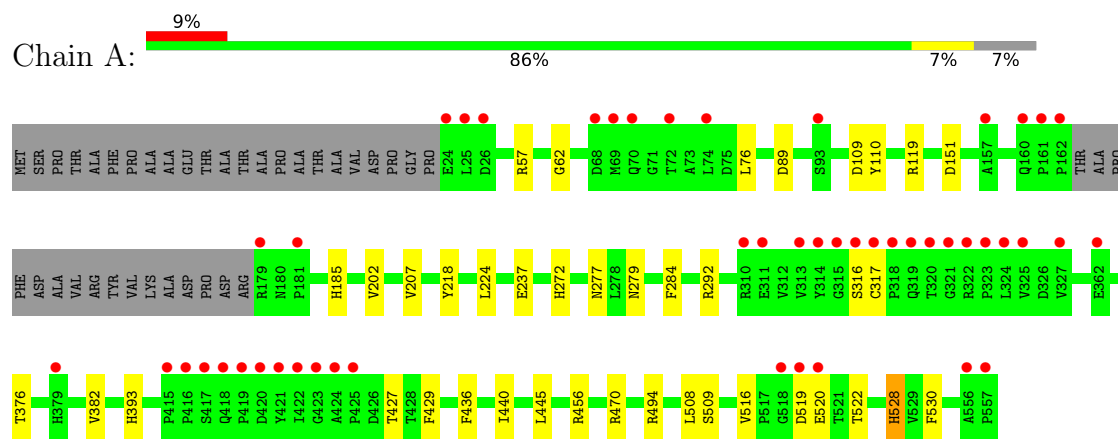 9%
Chain A:
86% 7% 7%
MET SER PRO THR ALA PHE PRO ALA ALA GLU THR ALA THR ALA PRO ALA THR ALA VAL ASP PRO GLY PRO E24 L25 D26 R57 G62 D68 M69 Q70 G71 T72 A73 L74 D75 L76 D89 S93 D109 Y110 R119 D151 A157 Q160 P161 P162 THR ALA PRO
PHE ASP ALA VAL ARG TYR VAL LYS ALA ASP PRO ASP ARG R179 N180 P181 H185 V202 V207 Y218 L224 E237 H272 N277 L278 N279 F284 R292 R310 E311 V312 V313 Y314 G315 S316 C317 P318 Q319 T320 G321 R322 P323 L324 V325 D326 V327 E362
T376 H379 V382 H393 P415 P416 S417 Q418 P419 D420 Y421 I422 G423 A424 P425 D426 T427 T428 F429 F436 I440 L445 R456 R470 R494 L508 S509 V516 P517 G518 D519 E520 T521 T522 H528 V529 F530 A556 P557